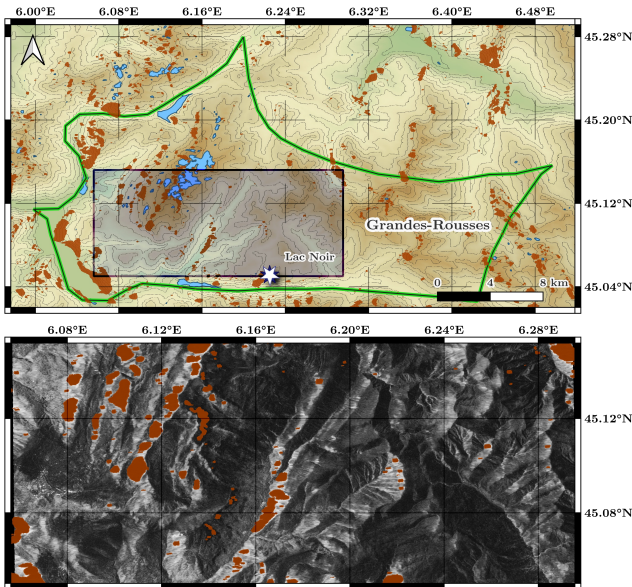 6.00°E 6.08°E 6.16°E 6.24°E 6.32°E 6.40°E 6.48°E
45.28°N
45.20°N
45.12°N
Grandes-Rousses
Lac Noir
0 4 8 km
45.04°N
6.08°E 6.12°E 6.16°E 6.20°E 6.24°E 6.28°E
45.12°N
45.08°N